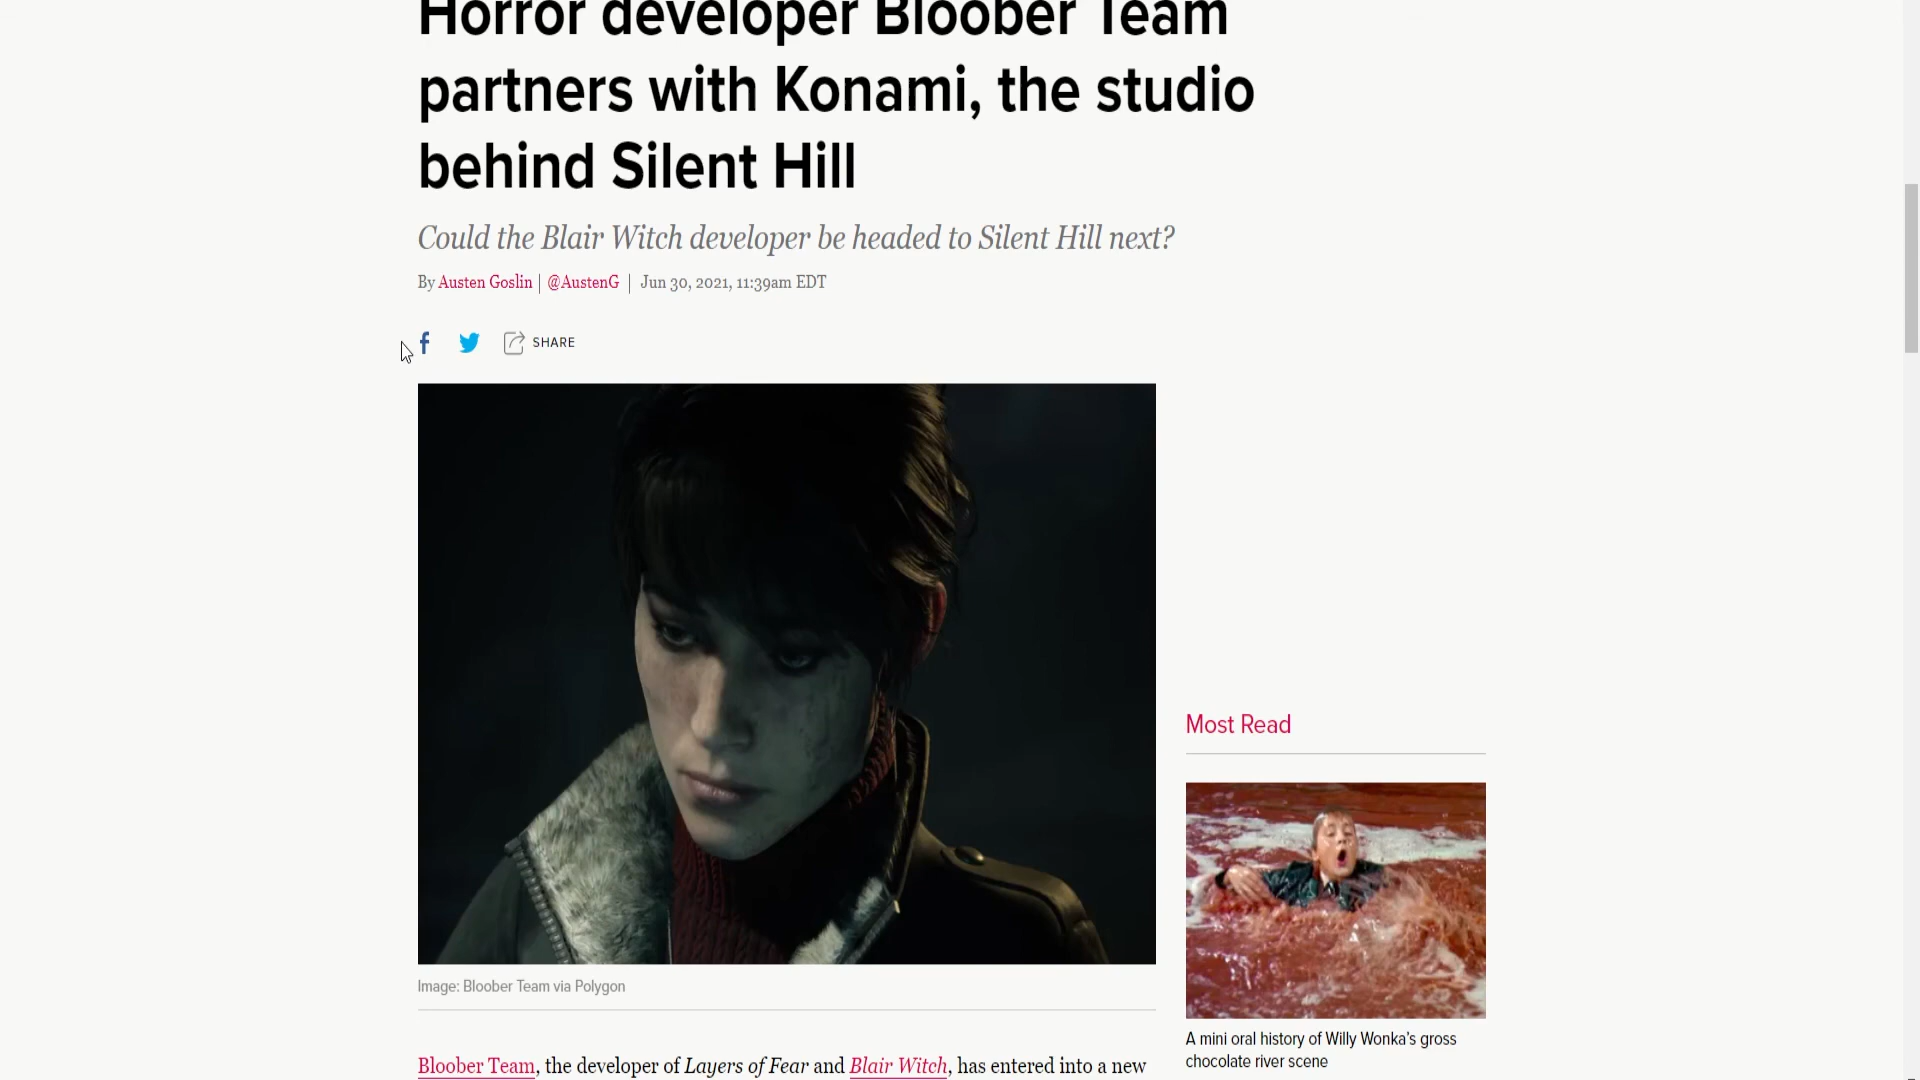 Horror developer Bloober Team
partners with Konami, the studio
behind Silent Hill
Could the Blair Witch developer be headed to Silent Hill next?
By Austen Goslin | @AustenG | Jun 30, 2021, 11:39am EDT
SHARE
Image: Bloober Team via Polygon
Bloober Team, the developer of Layers of Fear and Blair Witch, has entered into a new
Most Read
A mini oral history of Willy Wonka's gross
chocolate river scene